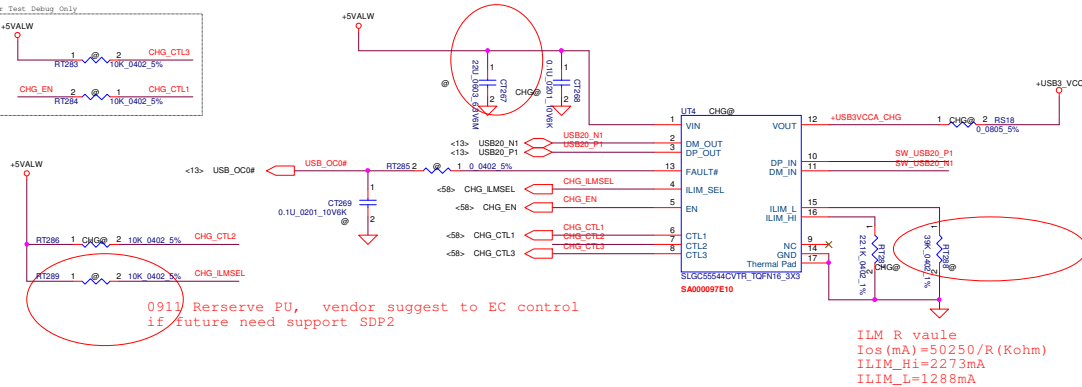 r Test Debug Only
+5VALW
1 @ 2 CHG_CTL3
RT283 10K_0402_5%
CHG_EN 2 @ 1 CHG_CTL1
RT284 10K_0402_5%
+5VALW
22U_0603_6.3V6M
@
1
2
CT267
0.1U_0201_10V6K
CHG@
1
2
CT268
+USB3_VCC
UT4 CHG@
1 VIN
2 DM_OUT
3 DP_OUT
13 FAULT#
4 ILIM_SEL
5 EN
6 CTL1
7 CTL2
8 CTL3
VOUT 12
DP_IN 10
DM_IN 11
ILIM_L 15
ILIM_HI 16
NC 9
GND 14
Thermal Pad 17
SLGC55544CVTR_TQFN16_3X3
SA000097E10
+USB3VCCA_CHG 1 CHG@ 2 RS18
0_0805_5%
SW_USB20_P1
SW_USB20_N1
<13> USB20_N1 USB20_N1
<13> USB20_P1 USB20_P1
<13> USB_OC0# USB_OC0#
RT285 2 @ 1 0_0402_5%
1
CT269
0.1U_0201_10V6K
2
@
<58> CHG_ILMSEL CHG_ILMSEL
<58> CHG_EN CHG_EN
<58> CHG_CTL1 CHG_CTL1
CHG_CTL2
<58> CHG_CTL3 CHG_CTL3
+5VALW
RT286 1 CHG@ 2 10K_0402_5% CHG_CTL2
RT289 1 @ 2 10K_0402_5% CHG_ILMSEL
1
2
22.1K_0402_1%
CHG@
1
2
39K_0402_1%
RT288
0911 Rerserve PU, vendor suggest to EC control
if future need support SDP2
ILM R vaule
Ios(mA)=50250/R(Kohm)
ILIM_Hi=2273mA
ILIM_L=1288mA